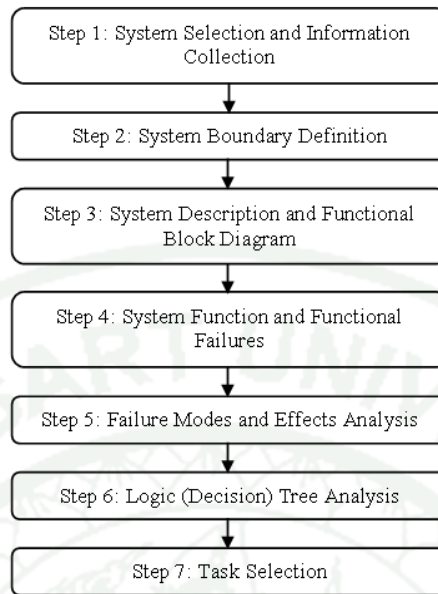 Step 1: System Selection and Information
Collection
Step 2: System Boundary Definition
Step 3: System Description and Functional
Block Diagram
Step 4: System Function and Functional
Failures
Step 5: Failure Modes and Effects Analysis
Step 6: Logic (Decision) Tree Analysis
Step 7: Task Selection